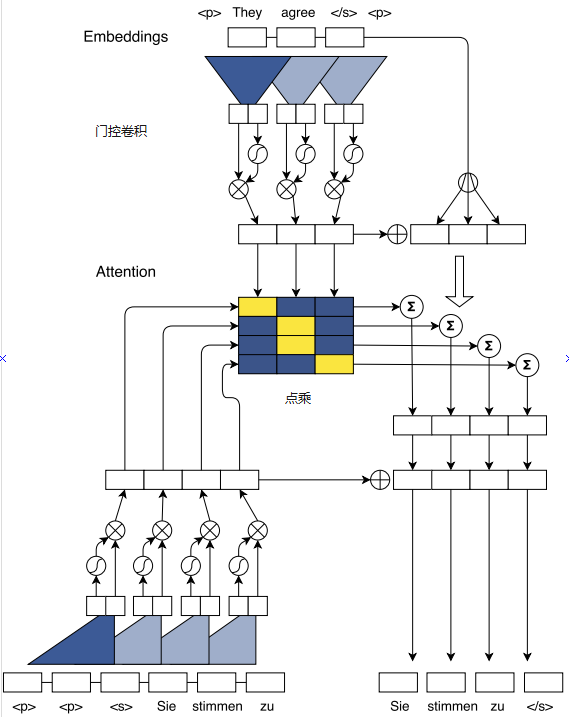 <p> They agree </s> <p>
Embeddings
门控卷积
Attention
Σ
Σ
Σ
Σ
点乘
<p> <p> <s> Sie stimmen zu
Sie stimmen zu </s>